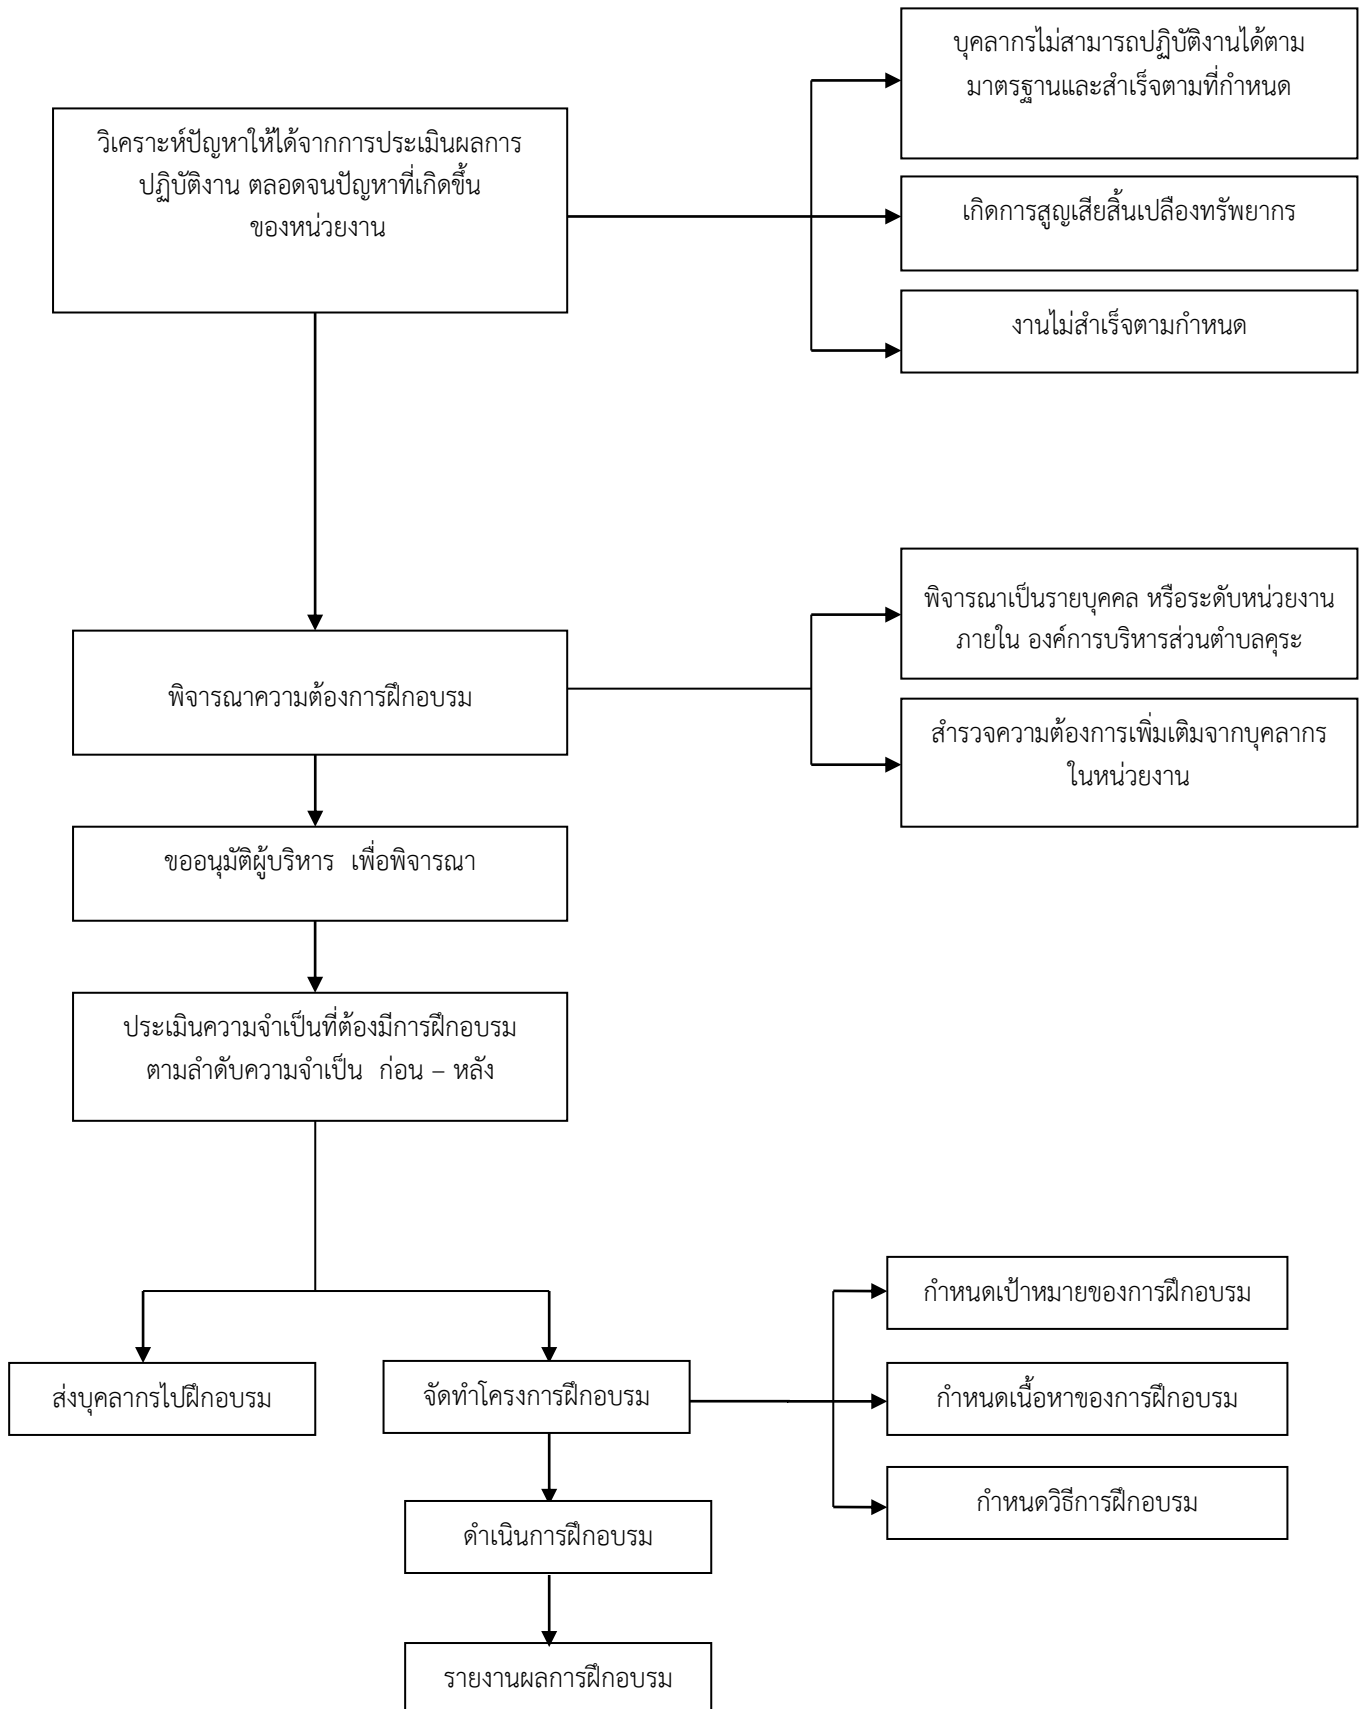 บุคลากรไม่สามารถปฏิบัติงานได้ตาม
มาตรฐานและสำเร็จตามที่กำหนด
วิเคราะห์ปัญหาให้ได้จากการประเมินผลการ
ปฏิบัติงาน ตลอดจนปัญหาที่เกิดขึ้น
ของหน่วยงาน
เกิดการสูญเสียสิ้นเปลืองทรัพยากร
งานไม่สำเร็จตามกำหนด
พิจารณาเป็นรายบุคคล หรือระดับหน่วยงาน
ภายใน องค์การบริหารส่วนตำบลคุระ
พิจารณาความต้องการฝึกอบรม
สำรวจความต้องการเพิ่มเติมจากบุคลากร
ในหน่วยงาน
ขออนุมัติผู้บริหาร เพื่อพิจารณา
ประเมินความจำเป็นที่ต้องมีการฝึกอบรม
ตามลำดับความจำเป็น ก่อน – หลัง
กำหนดเป้าหมายของการฝึกอบรม
ส่งบุคลากรไปฝึกอบรม
จัดทำโครงการฝึกอบรม
กำหนดเนื้อหาของการฝึกอบรม
กำหนดวิธีการฝึกอบรม
ดำเนินการฝึกอบรม
รายงานผลการฝึกอบรม